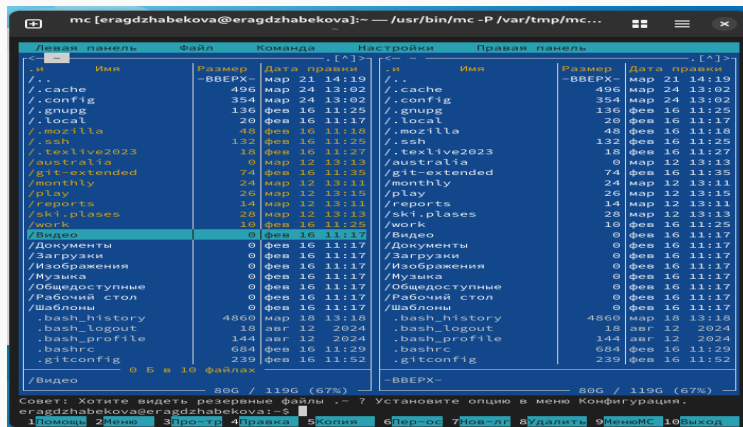 mc [eragdzhabekova@eragdzhabekova]:~ — /usr/bin/mc -P /var/tmp/mc...
~
Левая панель Файл Команда Настройки Правая панель
<— ~ .[^]>
.и Имя Размер Дата правки
/.. -ВВЕРХ- мар 21 14:19
/.cache 496 мар 24 13:02
/.config 354 мар 24 13:02
/.gnupg 136 фев 16 11:25
/.local 20 фев 16 11:17
/.mozilla 48 фев 16 11:18
/.ssh 132 фев 16 11:25
/.texlive2023 18 фев 16 11:27
/australia 0 мар 12 13:13
/git-extended 74 фев 16 11:35
/monthly 24 мар 12 13:11
/play 26 мар 12 13:15
/reports 14 мар 12 13:11
/ski.plases 28 мар 12 13:13
/work 10 фев 16 11:25
/Видео 0 фев 16 11:17
/Документы 0 фев 16 11:17
/Загрузки 0 фев 16 11:17
/Изображения 0 фев 16 11:17
/Музыка 0 фев 16 11:17
/Общедоступные 0 фев 16 11:17
/Рабочий стол 0 фев 16 11:17
/Шаблоны 0 фев 16 11:17
.bash_history 4860 мар 18 13:18
.bash_logout 18 авг 12 2024
.bash_profile 144 авг 12 2024
.bashrc 684 фев 16 11:29
.gitconfig 239 фев 16 11:52
0 Б в 10 файлах
/Видео
80G / 119G (67%)
<— ~ .[^]>
.и Имя Размер Дата правки
/.. -ВВЕРХ- мар 21 14:19
/.cache 496 мар 24 13:02
/.config 354 мар 24 13:02
/.gnupg 136 фев 16 11:25
/.local 20 фев 16 11:17
/.mozilla 48 фев 16 11:18
/.ssh 132 фев 16 11:25
/.texlive2023 18 фев 16 11:27
/australia 0 мар 12 13:13
/git-extended 74 фев 16 11:35
/monthly 24 мар 12 13:11
/play 26 мар 12 13:15
/reports 14 мар 12 13:11
/ski.plases 28 мар 12 13:13
/work 10 фев 16 11:25
/Видео 0 фев 16 11:17
/Документы 0 фев 16 11:17
/Загрузки 0 фев 16 11:17
/Изображения 0 фев 16 11:17
/Музыка 0 фев 16 11:17
/Общедоступные 0 фев 16 11:17
/Рабочий стол 0 фев 16 11:17
/Шаблоны 0 фев 16 11:17
.bash_history 4860 мар 18 13:18
.bash_logout 18 авг 12 2024
.bash_profile 144 авг 12 2024
.bashrc 684 фев 16 11:29
.gitconfig 239 фев 16 11:52
-ВВЕРХ-
80G / 119G (67%)
Совет: Хотите видеть резервные файлы .~ ? Установите опцию в меню Конфигурация.
eragdzhabekova@eragdzhabekova:~$
1Помощь 2Меню 3Про~тр 4Правка 5Копия 6Пер~ос 7Нов~лг 8Удалить 9МенюМС 10Выход